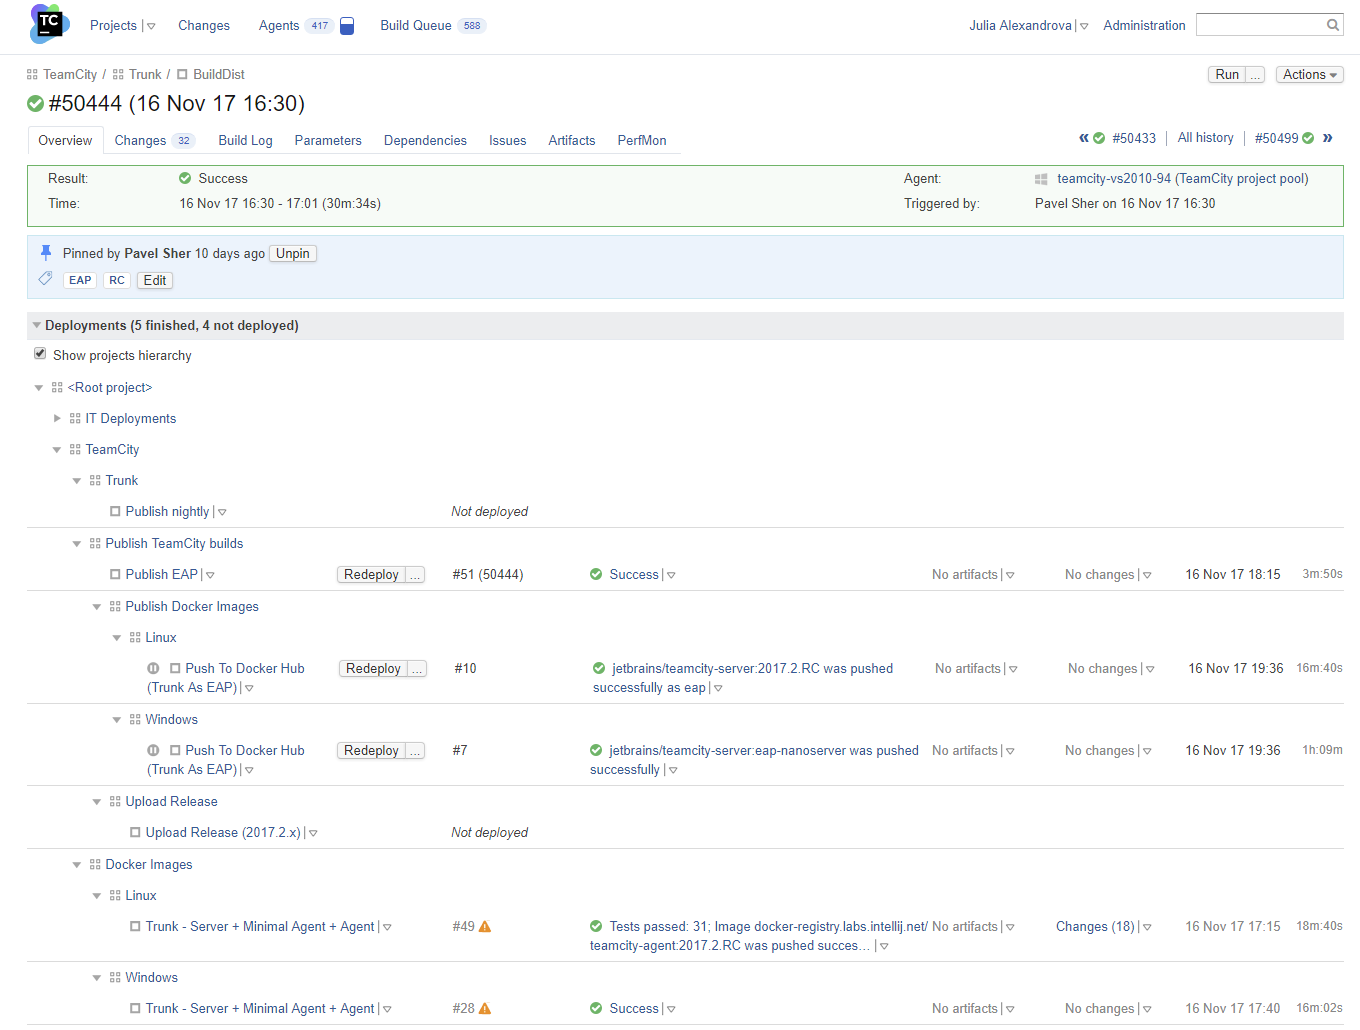 TC Projects Changes Agents 417 Build Queue 588 Julia Alexandrova Administration
TeamCity / Trunk / BuildDist Run ... Actions
#50444 (16 Nov 17 16:30)
Overview Changes 32 Build Log Parameters Dependencies Issues Artifacts PerfMon « #50433 All history #50499 »
Result: Success Agent: teamcity-vs2010-94 (TeamCity project pool)
Time: 16 Nov 17 16:30 - 17:01 (30m:34s) Triggered by: Pavel Sher on 16 Nov 17 16:30
Pinned by Pavel Sher 10 days ago Unpin
EAP RC Edit
Deployments (5 finished, 4 not deployed)
Show projects hierarchy
<Root project>
IT Deployments
TeamCity
Trunk
Publish nightly Not deployed
Publish TeamCity builds
Publish EAP Redeploy ... #51 (50444) Success No artifacts No changes 16 Nov 17 18:15 3m:50s
Publish Docker Images
Linux
Push To Docker Hub Redeploy ... #10 jetbrains/teamcity-server:2017.2.RC was pushed No artifacts No changes 16 Nov 17 19:36 16m:40s
(Trunk As EAP) successfully as eap
Windows
Push To Docker Hub Redeploy ... #7 jetbrains/teamcity-server:eap-nanoserver was pushed No artifacts No changes 16 Nov 17 19:36 1h:09m
(Trunk As EAP) successfully
Upload Release
Upload Release (2017.2.x) Not deployed
Docker Images
Linux
Trunk - Server + Minimal Agent + Agent #49 Tests passed: 31; Image docker-registry.labs.intellij.net/ No artifacts Changes (18) 16 Nov 17 17:15 18m:40s
teamcity-agent:2017.2.RC was pushed succes...
Windows
Trunk - Server + Minimal Agent + Agent #28 Success No artifacts No changes 16 Nov 17 17:40 16m:02s